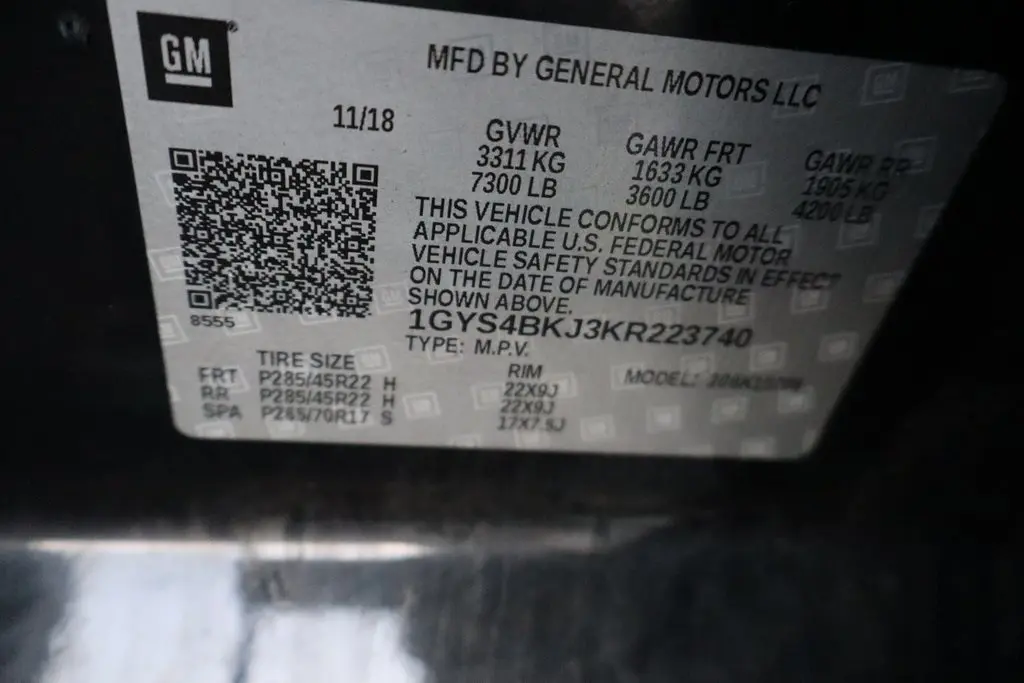 GM
MFD BY GENERAL MOTORS LLC
11/18
GVWR GAWR FRT GAWR RR
3311 KG 1633 KG 1905 KG
7300 LB 3600 LB 4200 LB
THIS VEHICLE CONFORMS TO ALL
APPLICABLE U.S. FEDERAL MOTOR
VEHICLE SAFETY STANDARDS IN EFFECT
ON THE DATE OF MANUFACTURE
SHOWN ABOVE.
8555
1GYS4BKJ3KR223740
TYPE: M.P.V.
TIRE SIZE RIM MODEL:
FRT P285/45R22 H 22X9J
RR P285/45R22 H 22X9J
SPA P265/70R17 S 17X7.5J